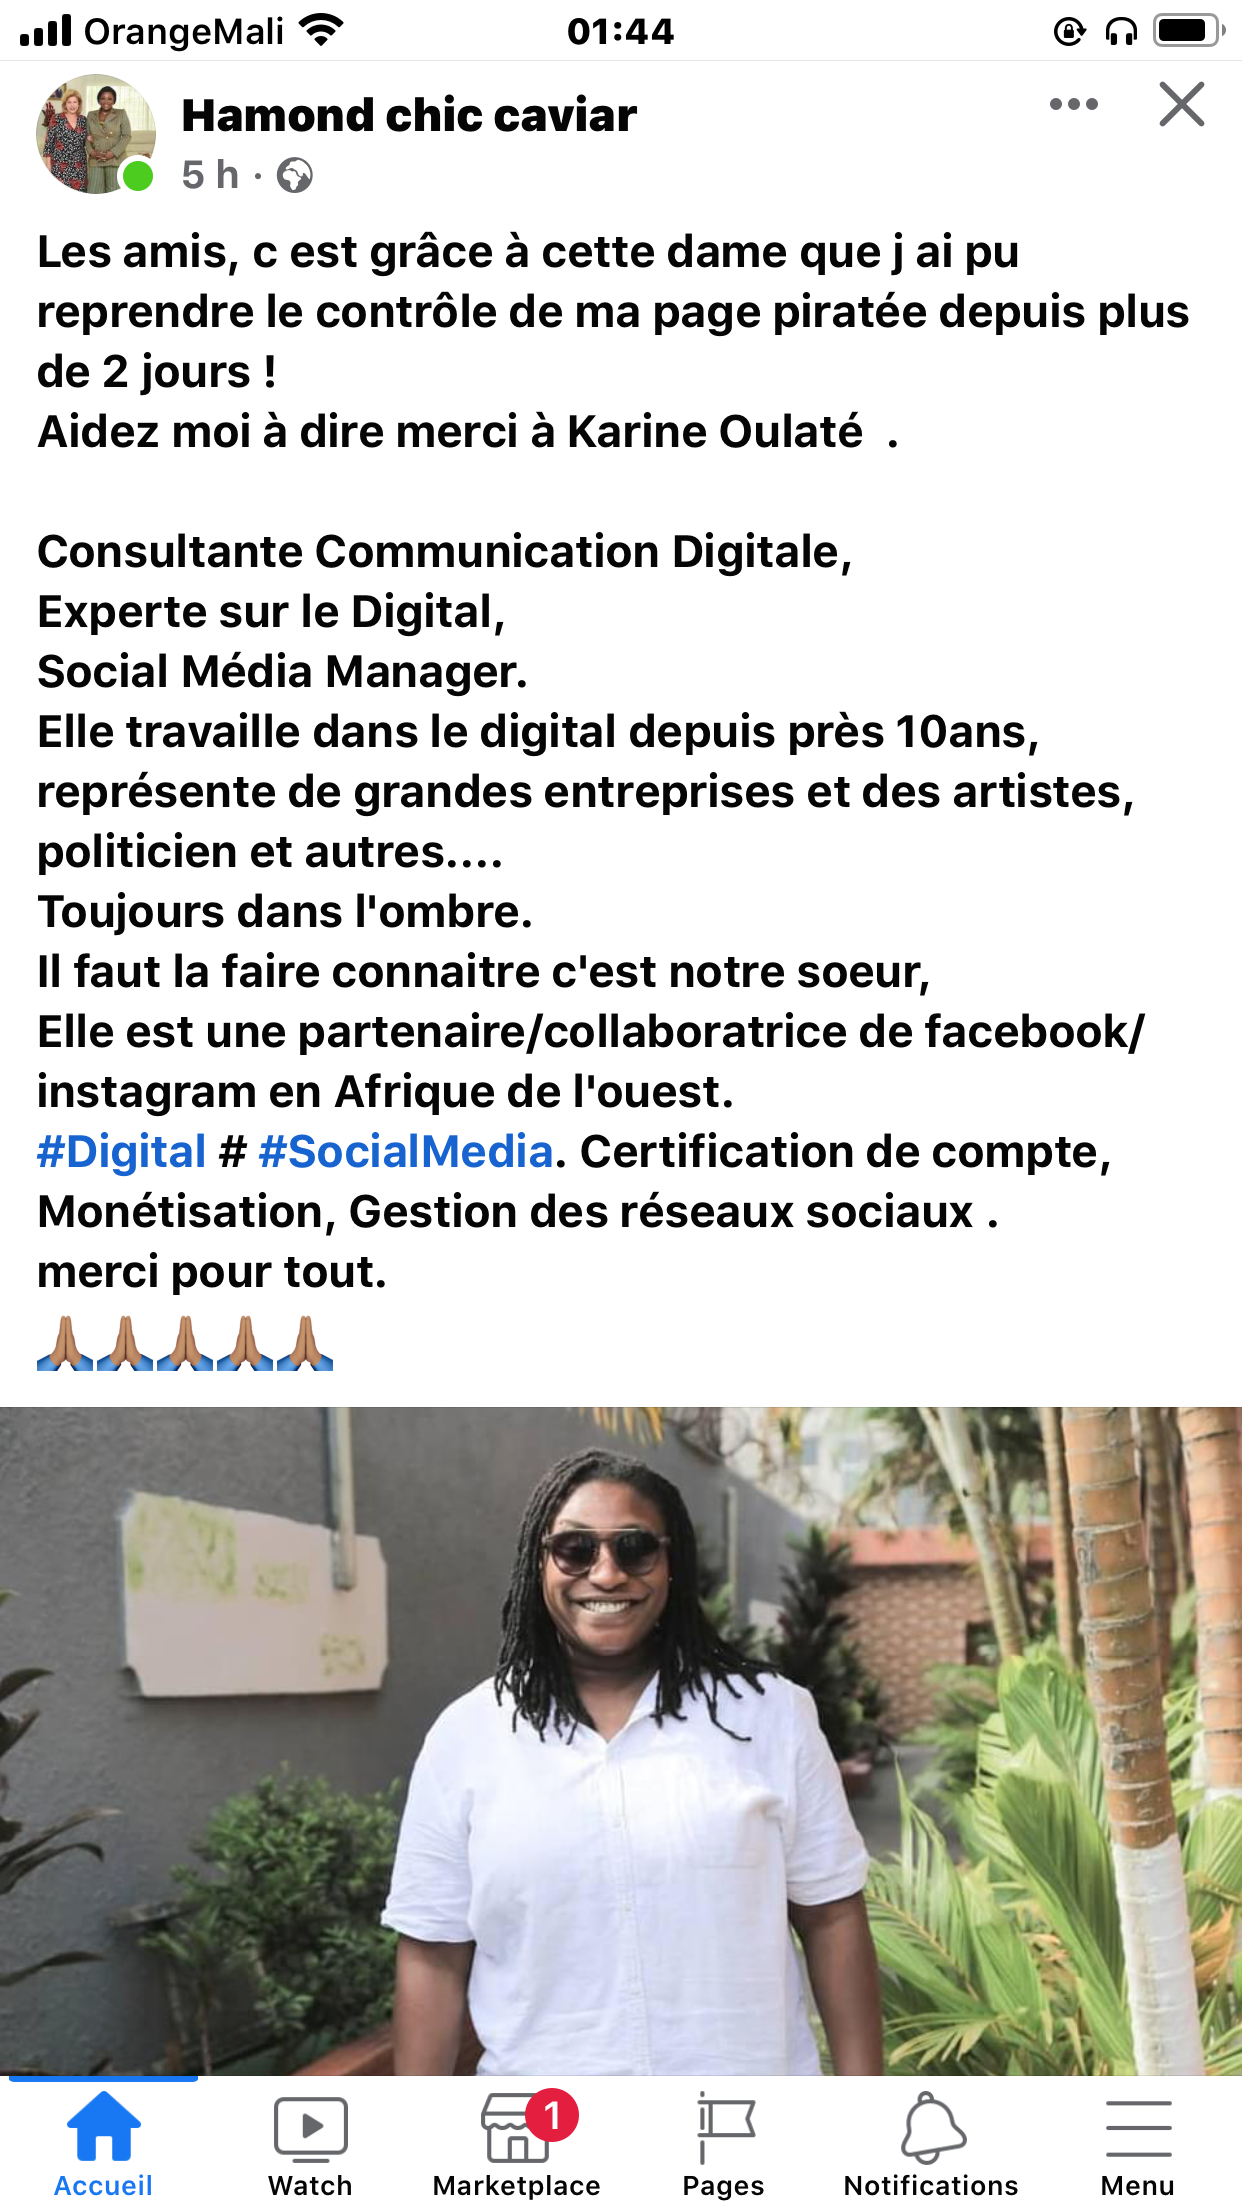 OrangeMali 01:44
Hamond chic caviar
5 h ·
Les amis, c est grâce à cette dame que j ai pu
reprendre le contrôle de ma page piratée depuis plus
de 2 jours !
Aidez moi à dire merci à Karine Oulaté  .
Consultante Communication Digitale,
Experte sur le Digital,
Social Média Manager.
Elle travaille dans le digital depuis près 10ans,
représente de grandes entreprises et des artistes,
politicien et autres....
Toujours dans l'ombre.
Il faut la faire connaitre c'est notre soeur,
Elle est une partenaire/collaboratrice de facebook/
instagram en Afrique de l'ouest.
#Digital # #SocialMedia. Certification de compte,
Monétisation, Gestion des réseaux sociaux .
merci pour tout.
🙏🏽🙏🏽🙏🏽🙏🏽🙏🏽
1
Accueil Watch Marketplace Pages Notifications Menu